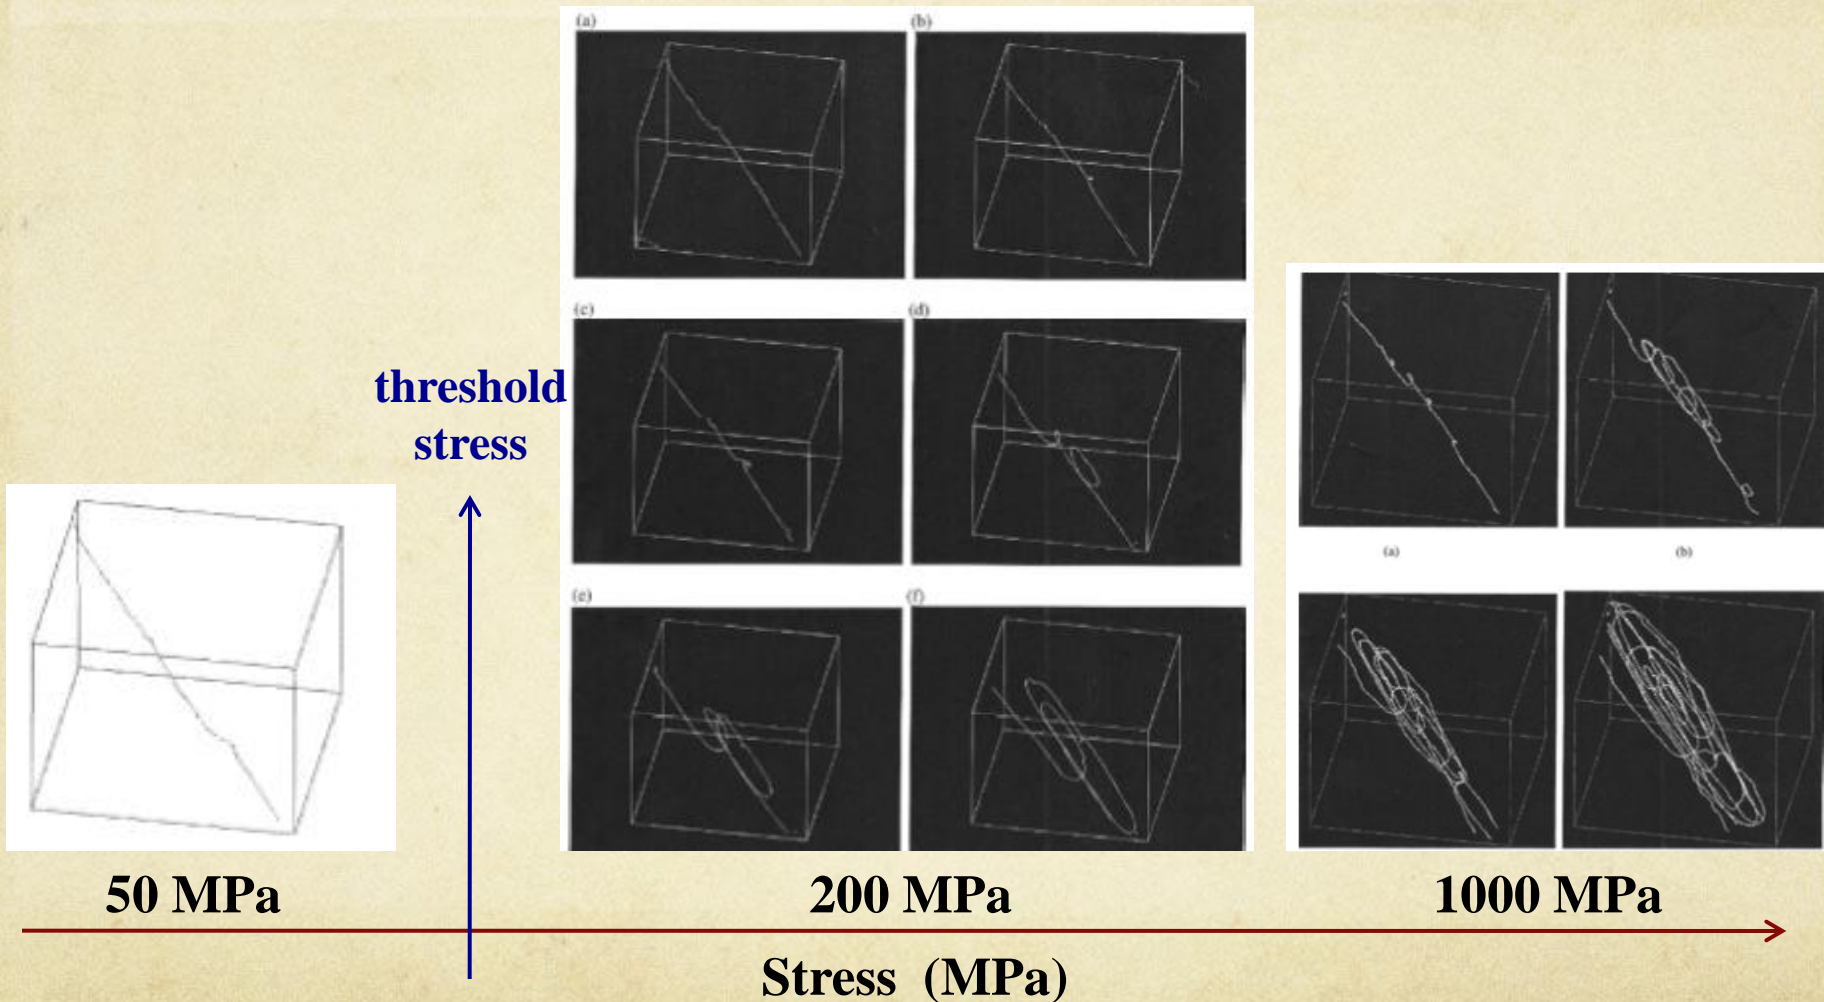 (a)
(b)
(c)
(d)
(e)
(f)
threshold
stress
(a)
(b)
50 MPa
200 MPa
1000 MPa
Stress (MPa)